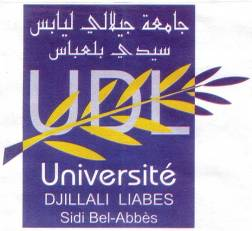 جامعة جيلالي ليابس
سيدي بلعباس
UDL
Université
DJILLALI LIABES
Sidi Bel-Abbès